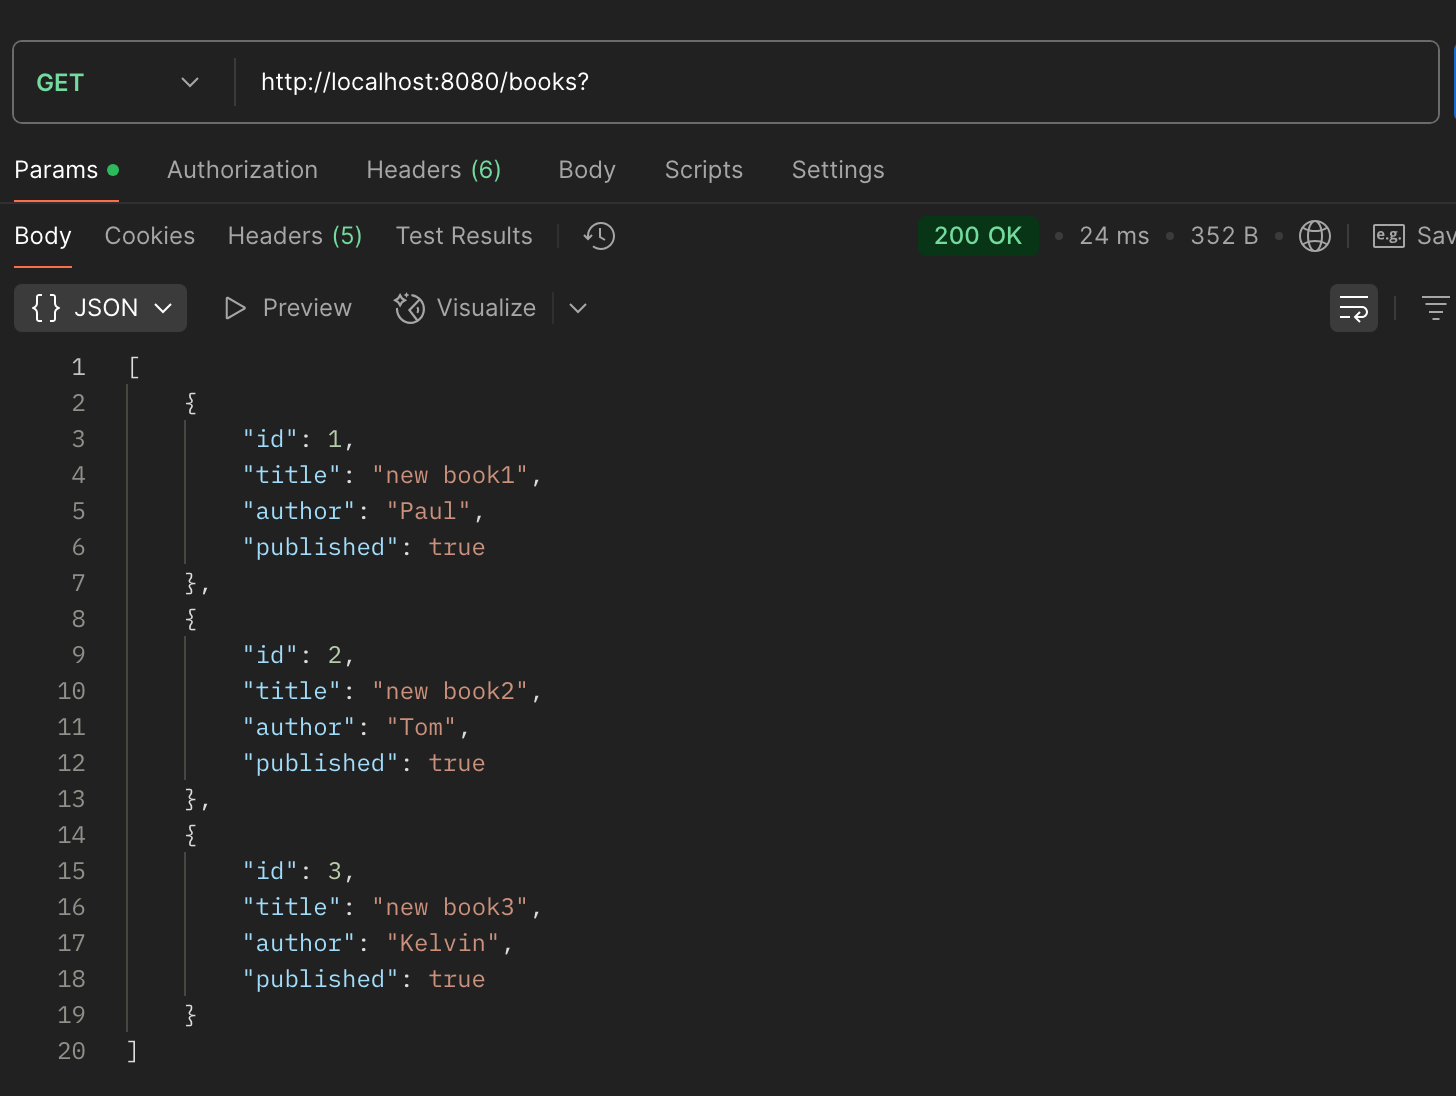 GET http://localhost:8080/books?
Params Authorization Headers (6) Body Scripts Settings
Body Cookies Headers (5) Test Results 200 OK 24 ms 352 B e.g. Sav
{} JSON Preview Visualize
1 [
2 {
3 "id": 1,
4 "title": "new book1",
5 "author": "Paul",
6 "published": true
7 },
8 {
9 "id": 2,
10 "title": "new book2",
11 "author": "Tom",
12 "published": true
13 },
14 {
15 "id": 3,
16 "title": "new book3",
17 "author": "Kelvin",
18 "published": true
19 }
20 ]